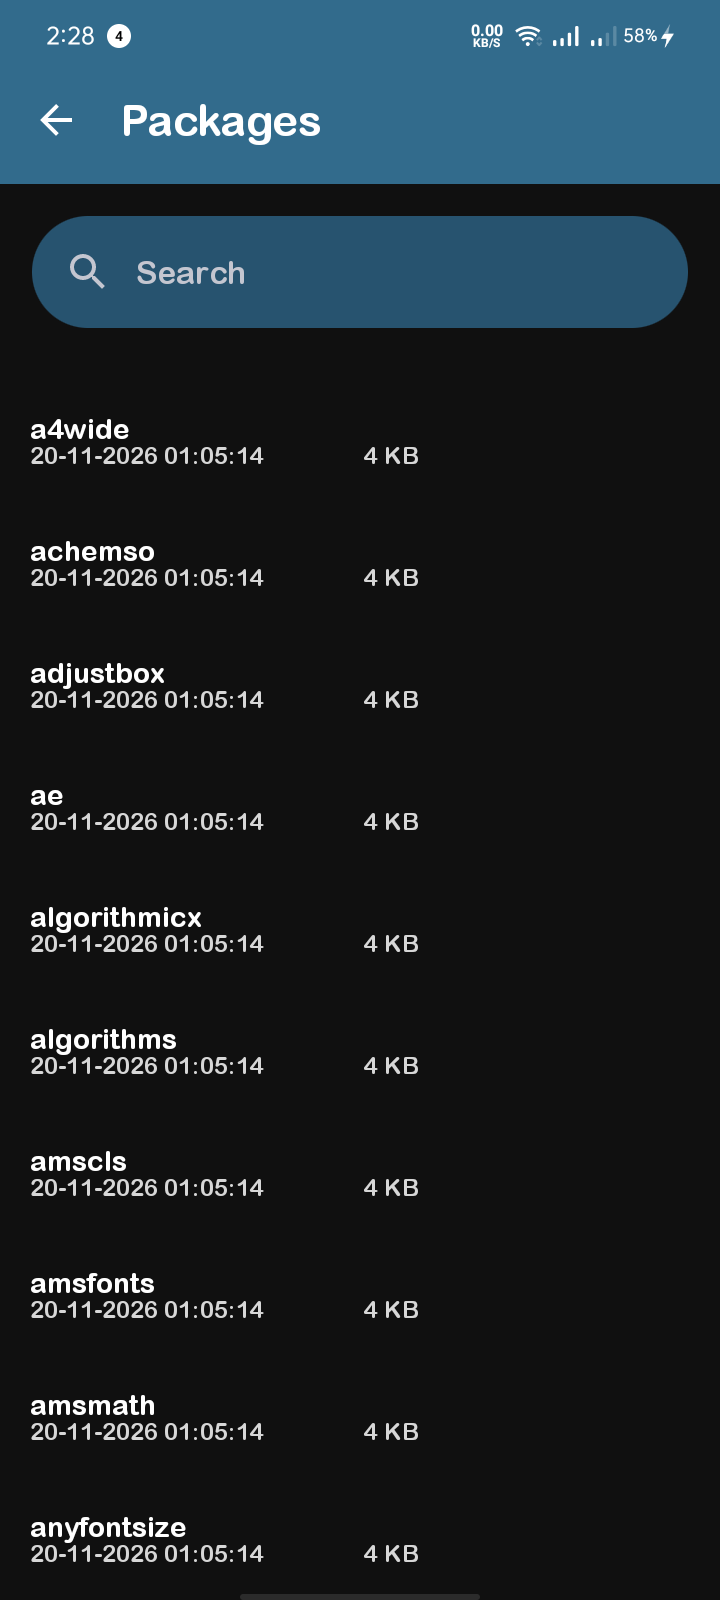 2:28 4 0.00 KB/S 58%
Packages
Search
a4wide
20-11-2026 01:05:14 4 KB
achemso
20-11-2026 01:05:14 4 KB
adjustbox
20-11-2026 01:05:14 4 KB
ae
20-11-2026 01:05:14 4 KB
algorithmicx
20-11-2026 01:05:14 4 KB
algorithms
20-11-2026 01:05:14 4 KB
amscls
20-11-2026 01:05:14 4 KB
amsfonts
20-11-2026 01:05:14 4 KB
amsmath
20-11-2026 01:05:14 4 KB
anyfontsize
20-11-2026 01:05:14 4 KB